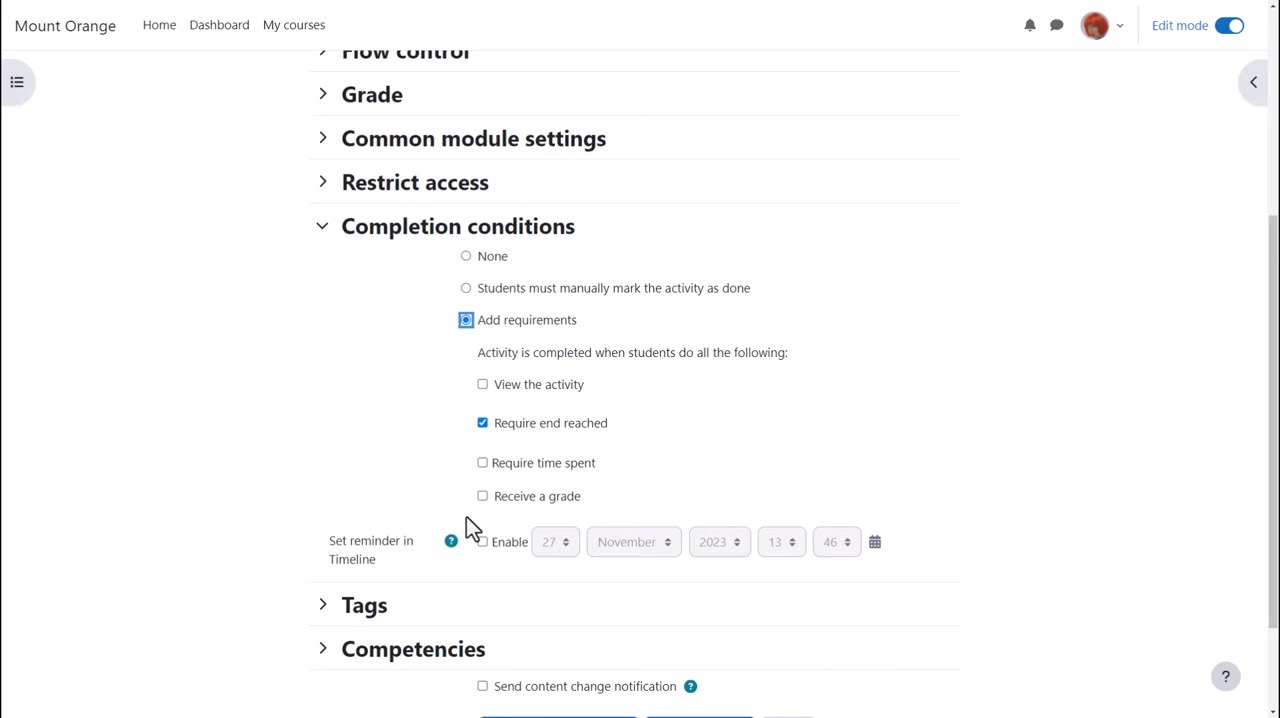 Mount Orange Home Dashboard My courses Edit mode
Flow control
Grade
Common module settings
Restrict access
Completion conditions
None
Students must manually mark the activity as done
Add requirements
Activity is completed when students do all the following:
View the activity
Require end reached
Require time spent
Receive a grade
Set reminder in Timeline
? Enable 27 November 2023 13 46
Tags
Competencies
Send content change notification ?
?